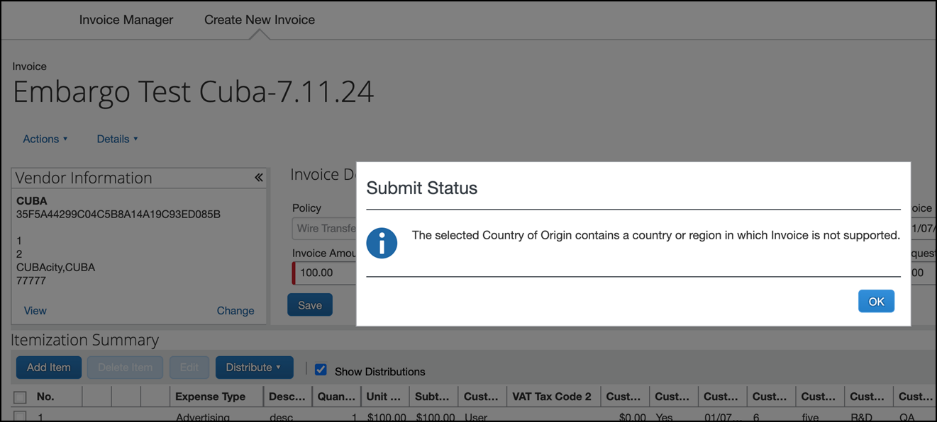 Invoice Manager Create New Invoice
Invoice
Embargo Test Cuba-7.11.24
Actions Details
Vendor Information
CUBA
35F5A44299C04C5B8A14A19C93ED085B
1
2
CUBAcity,CUBA
77777
View Change
Invoice D
Policy
Wire Transfe
Invoice Amou
100.00
Save
Submit Status
The selected Country of Origin contains a country or region in which Invoice is not supported.
OK
Itemization Summary
Add Item Delete Item Edit Distribute Show Distributions
No. Expense Type Desc... Quan... Unit ... Subt... Cust... VAT Tax Code 2 Cust... Cust... Cust... Cust... Cust... Cust... Cust...
1 Advertising desc 1 $100.00 $100.00 User $0.00 Yes 01/07 6 five R&D QA